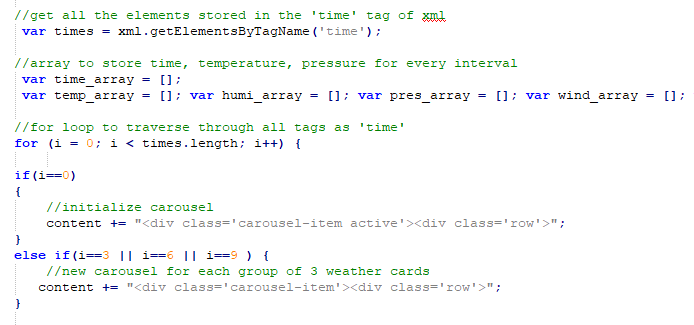 //get all the elements stored in the 'time' tag of xml
var times = xml.getElementsByTagName('time');
//array to store time, temperature, pressure for every interval
var time_array = [];
var temp_array = []; var humi_array = []; var pres_array = []; var wind_array = [];
//for loop to traverse through all tags as 'time'
for (i = 0; i < times.length; i++) {
if(i==0)
{
//initialize carousel
content += "<div class='carousel-item active'><div class='row'>";
}
else if(i==3 || i==6 || i==9 ) {
//new carousel for each group of 3 weather cards
content += "<div class='carousel-item'><div class='row'>";
}